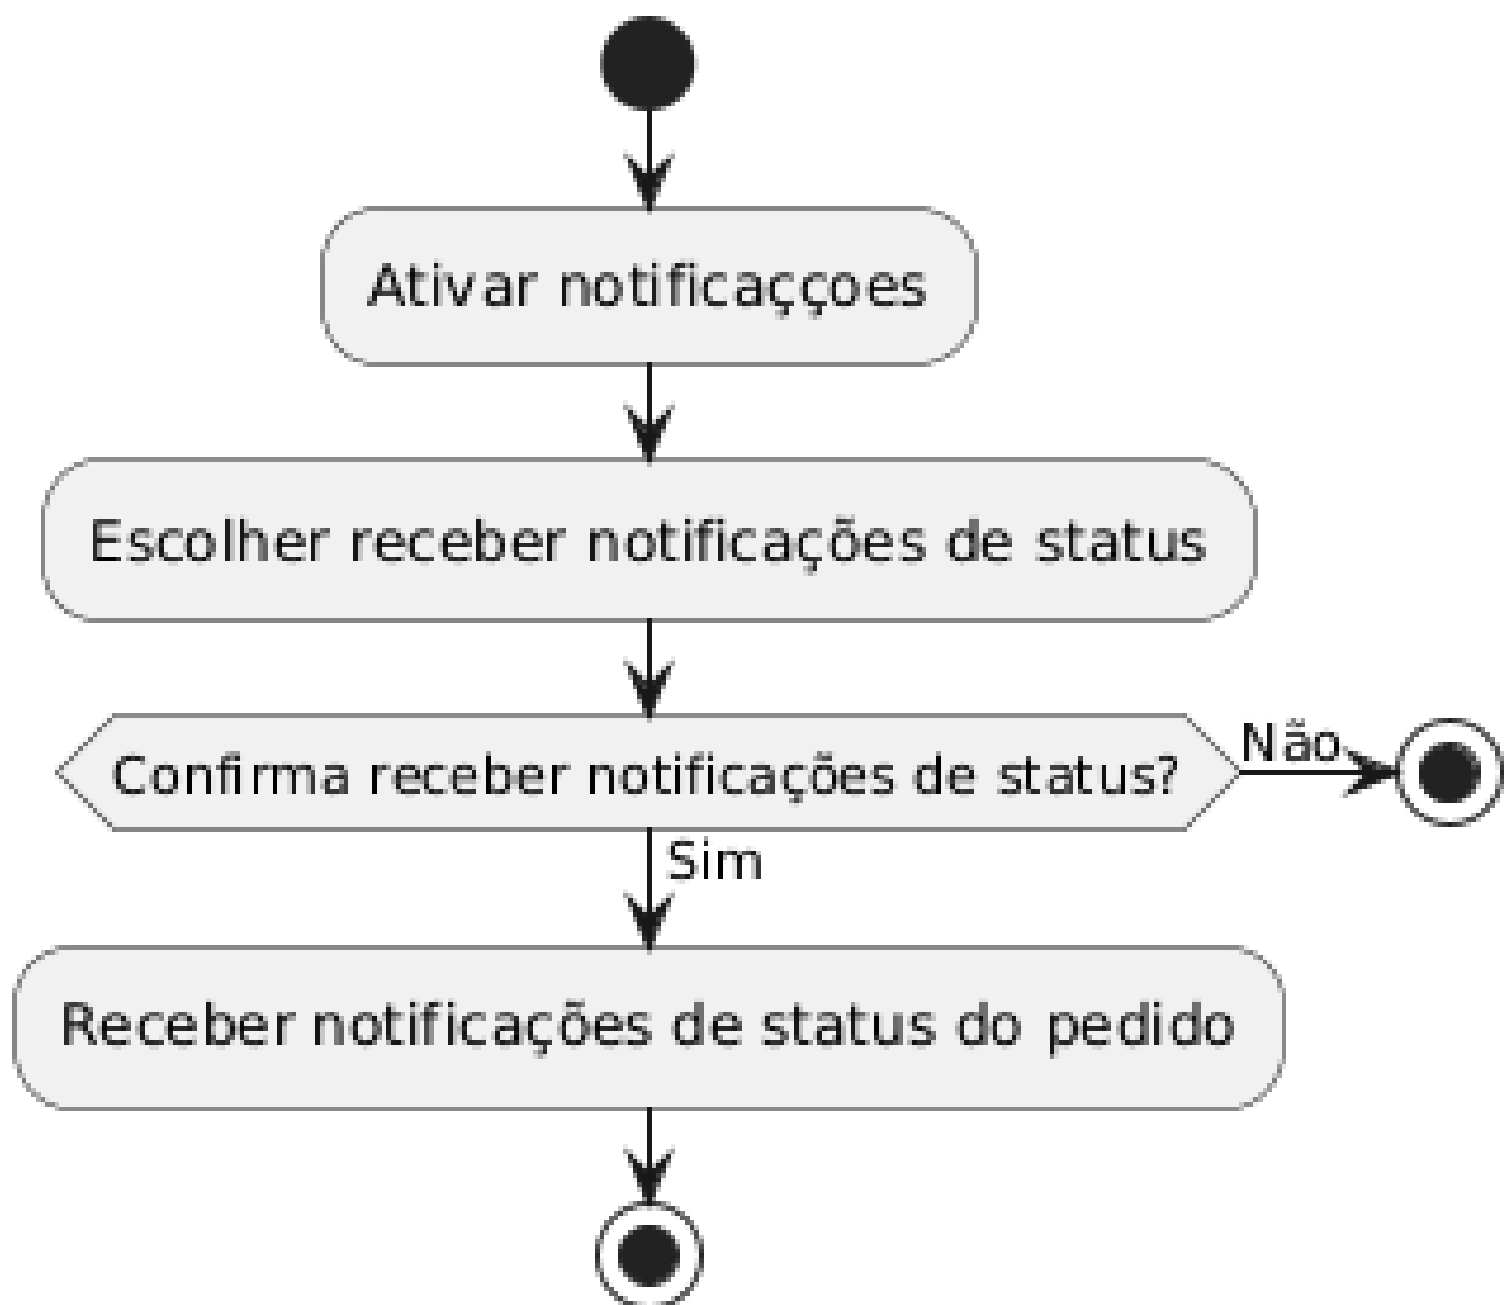 Ativar notificaççoes
Escolher receber notificações de status
Confirma receber notificações de status?
Não
Sim
Receber notificações de status do pedido